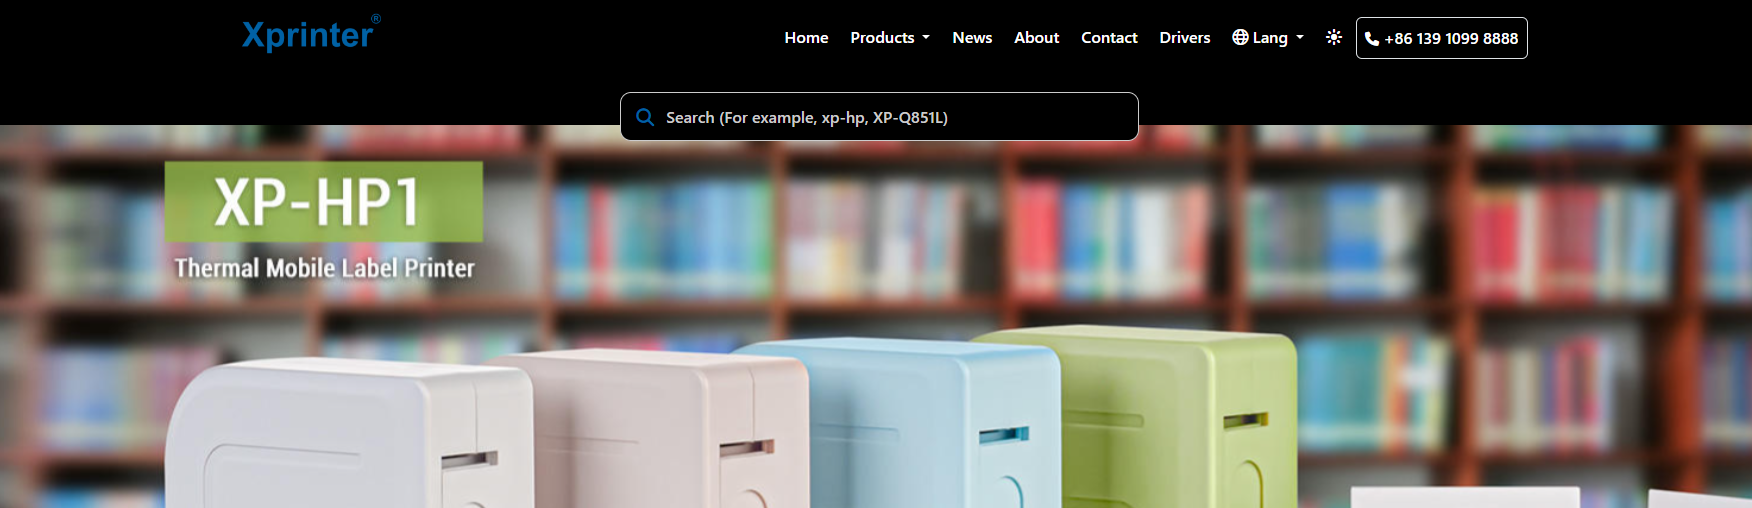 Xprinter®
Home Products News About Contact Drivers Lang +86 139 1099 8888
Search (For example, xp-hp, XP-Q851L)
XP-HP1
Thermal Mobile Label Printer